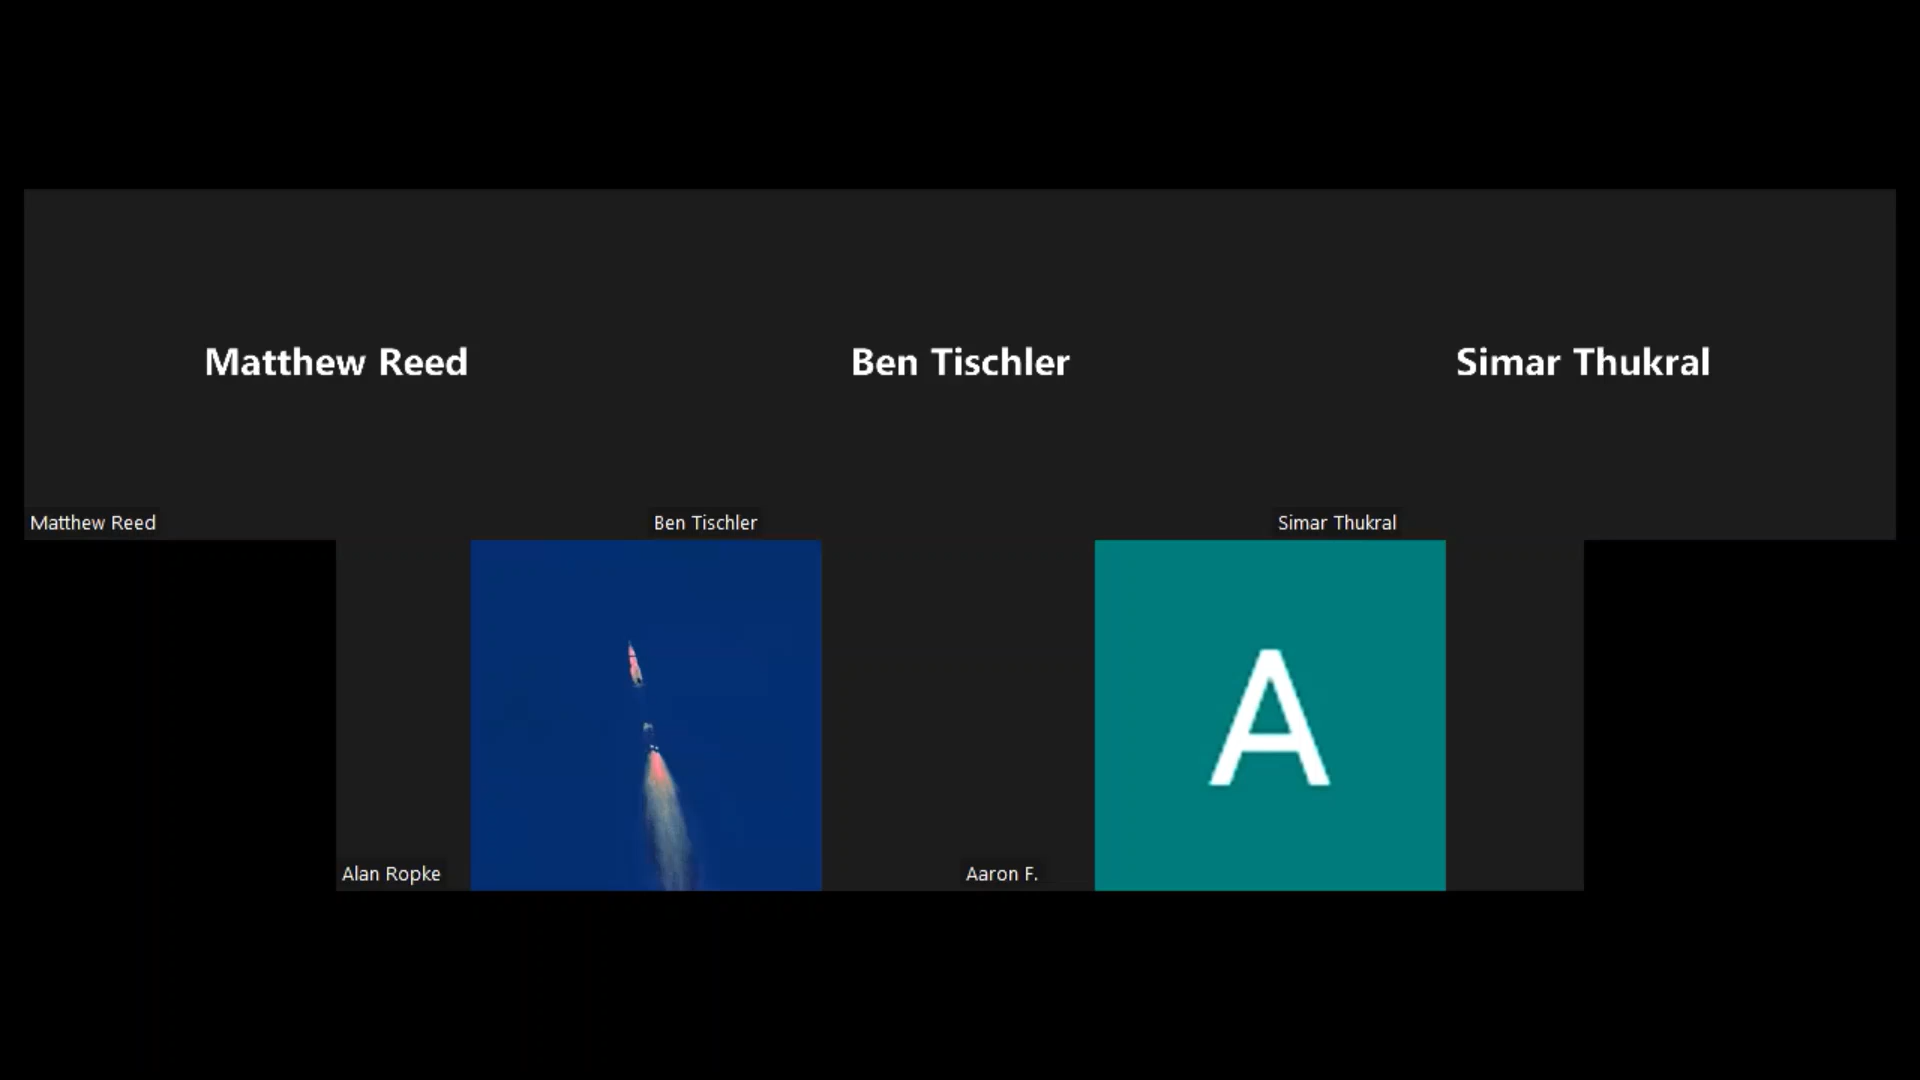 Matthew Reed
Ben Tischler
Simar Thukral
Matthew Reed
Ben Tischler
Simar Thukral
A
Alan Ropke
Aaron F.